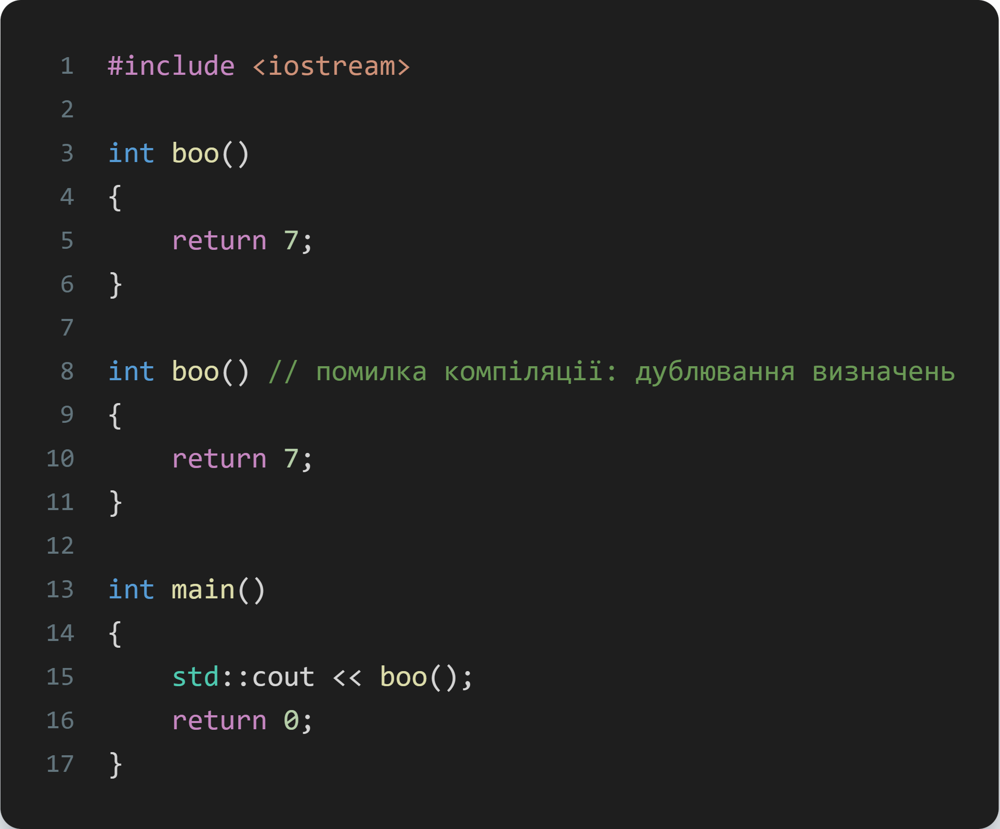 1 #include <iostream>
2
3 int boo()
4 {
5     return 7;
6 }
7
8 int boo() // помилка компіляції: дублювання визначень
9 {
10     return 7;
11 }
12
13 int main()
14 {
15     std::cout << boo();
16     return 0;
17 }